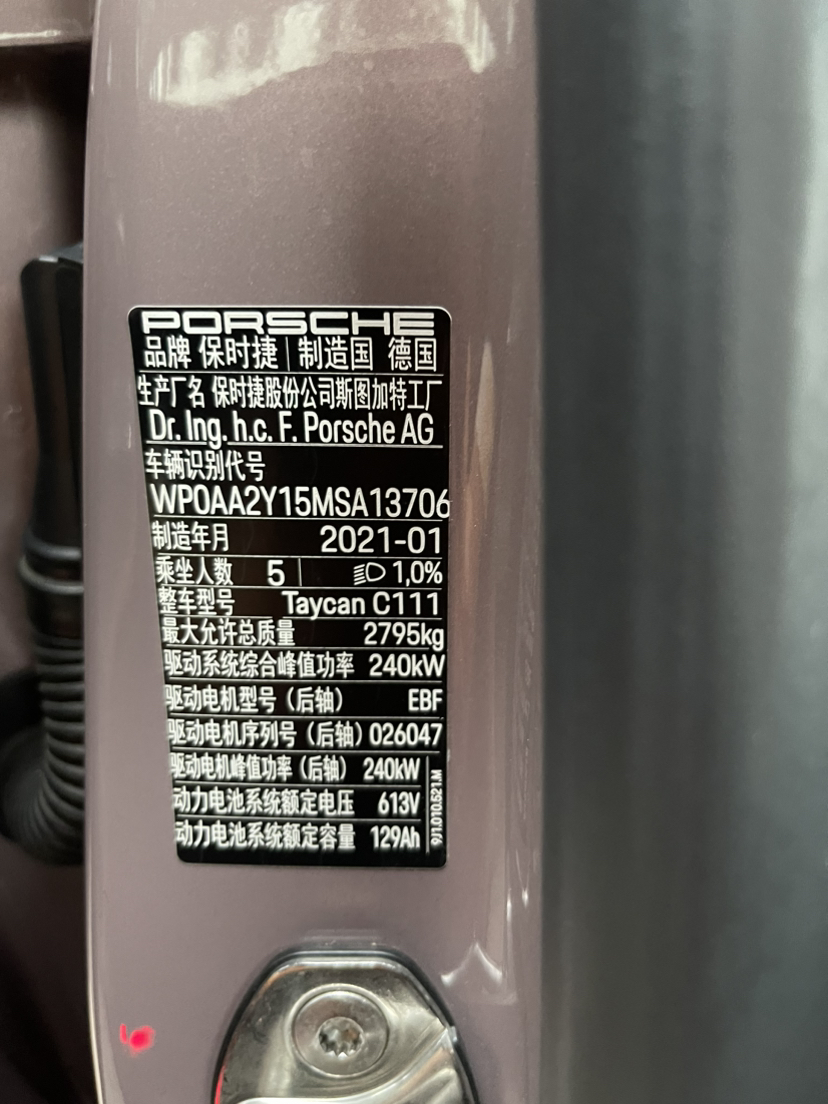 PORSCHE
品牌 保时捷 制造国 德国
生产厂名 保时捷股份公司斯图加特工厂
Dr. Ing. h.c. F. Porsche AG
车辆识别代号
WP0AA2Y15MSA13706
制造年月 2021-01
乘坐人数 5 1,0%
整车型号 Taycan C111
最大允许总质量 2795kg
驱动系统综合峰值功率 240kW
驱动电机型号（后轴） EBF
驱动电机序列号（后轴）026047
驱动电机峰值功率（后轴） 240kW
动力电池系统额定电压 613V
动力电池系统额定容量 129Ah
9J1.010.521.M